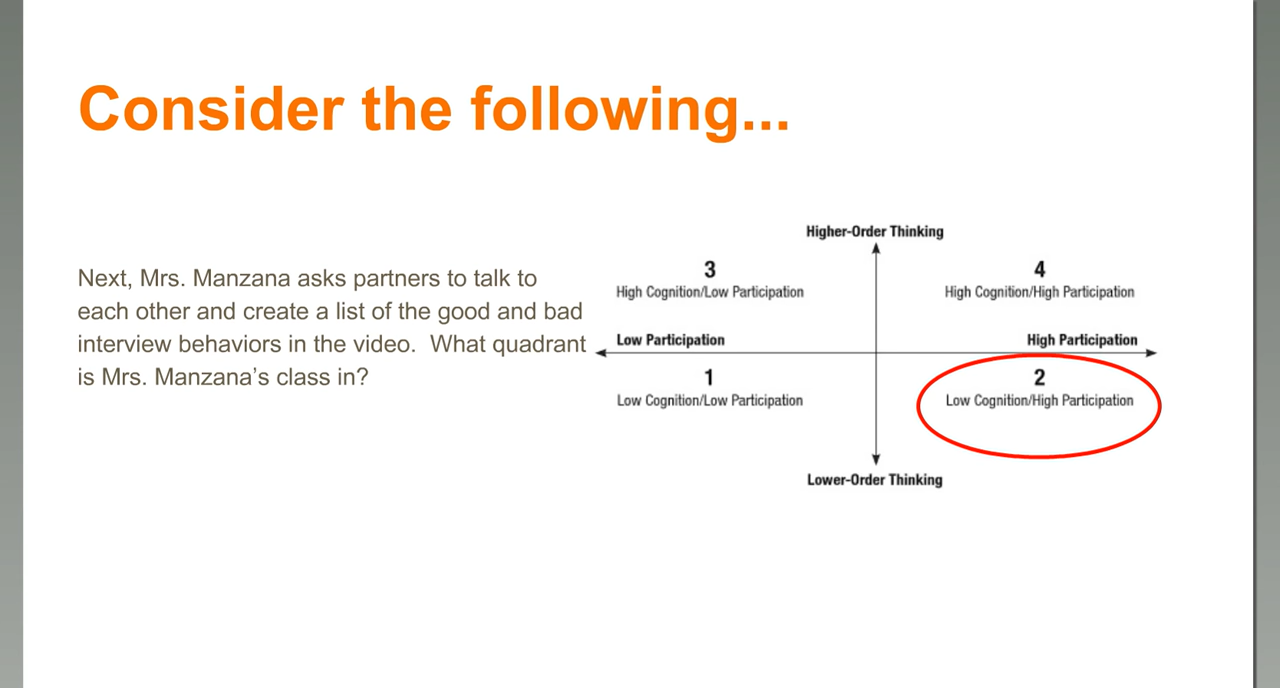 Consider the following...
Next, Mrs. Manzana asks partners to talk to
each other and create a list of the good and bad
interview behaviors in the video.  What quadrant
is Mrs. Manzana’s class in?
Higher-Order Thinking
3
High Cognition/Low Participation
4
High Cognition/High Participation
Low Participation
High Participation
1
Low Cognition/Low Participation
2
Low Cognition/High Participation
Lower-Order Thinking